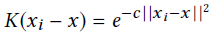 K(xᵢ − x) = e^{−c||xᵢ−x||²}